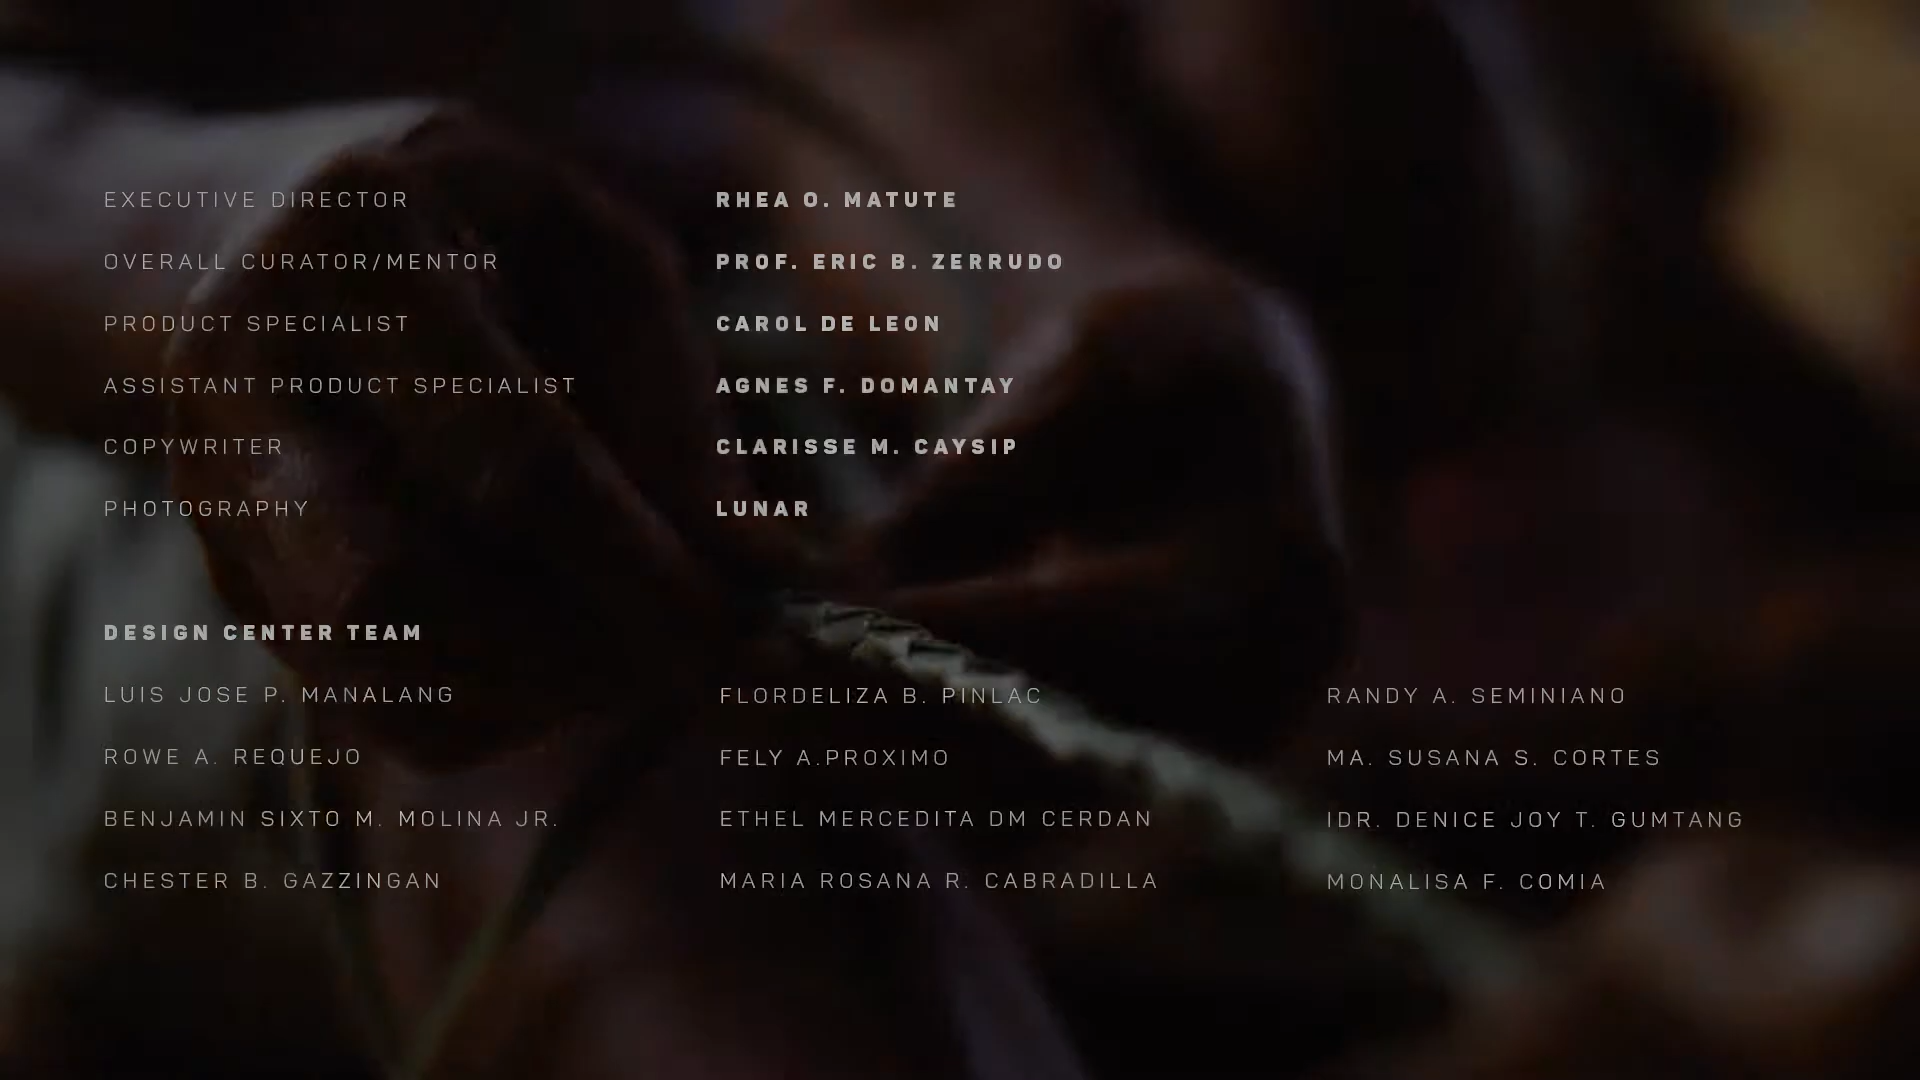 EXECUTIVE DIRECTOR RHEA O. MATUTE
OVERALL CURATOR/MENTOR PROF. ERIC B. ZERRUDO
PRODUCT SPECIALIST CAROL DE LEON
ASSISTANT PRODUCT SPECIALIST AGNES F. DOMANTAY
COPYWRITER CLARISSE M. CAYSIP
PHOTOGRAPHY LUNAR
DESIGN CENTER TEAM
LUIS JOSE P. MANALANG FLORDELIZA B. PINLAC RANDY A. SEMINIANO
ROWE A. REQUEJO FELY A.PROXIMO MA. SUSANA S. CORTES
BENJAMIN SIXTO M. MOLINA JR. ETHEL MERCEDITA DM CERDAN IDR. DENICE JOY T. GUMTANG
CHESTER B. GAZZINGAN MARIA ROSANA R. CABRADILLA MONALISA F. COMIA